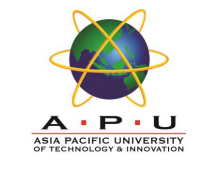 A · P · U
ASIA PACIFIC UNIVERSITY
OF TECHNOLOGY & INNOVATION